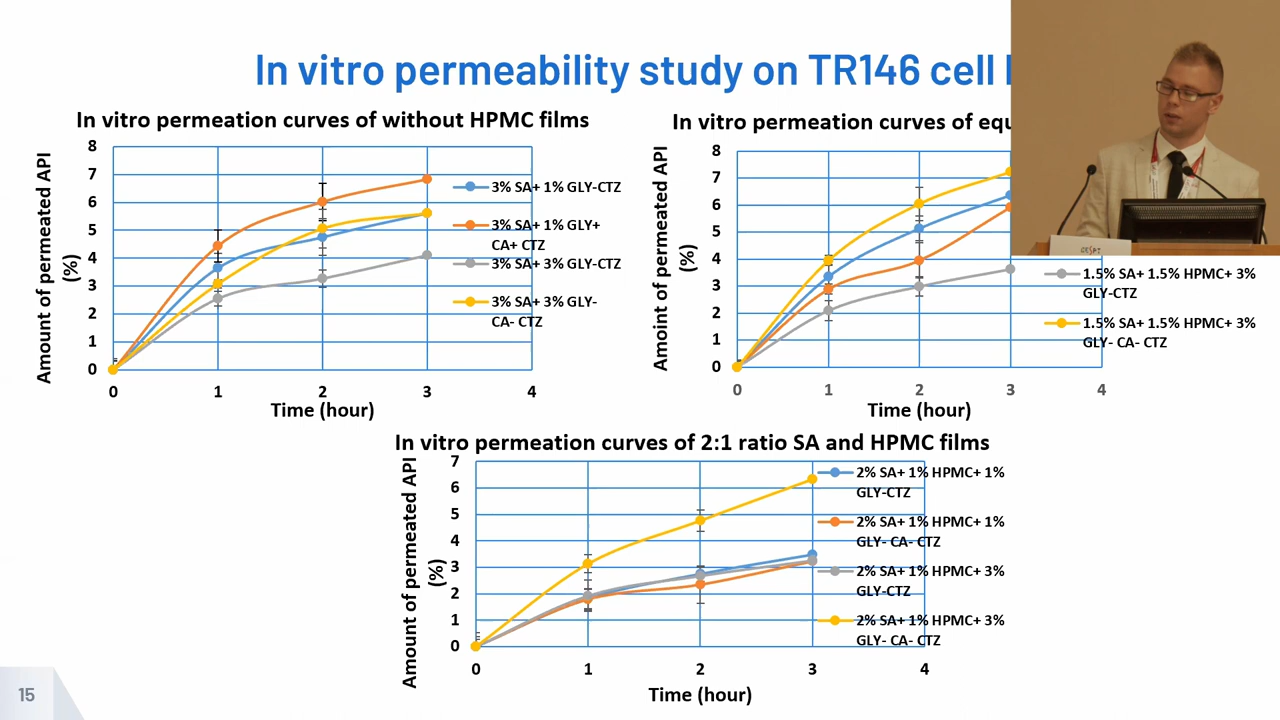 In vitro permeability study on TR146 cell
In vitro permeation curves of without HPMC films
Amount of permeated API
(%)
8
7
6
5
4
3
2
1
0
0 1 2 3 4
Time (hour)
3% SA+ 1% GLY-CTZ
3% SA+ 1% GLY+
CA+ CTZ
3% SA+ 3% GLY-CTZ
3% SA+ 3% GLY-
CA- CTZ
In vitro permeation curves of
Amoint of permeated API
(%)
8
7
6
5
4
3
2
1
0
0 1 2 3 4
Time (hour)
1.5% SA+ 1.5% HPMC+ 3%
GLY-CTZ
1.5% SA+ 1.5% HPMC+ 3%
GLY- CA- CTZ
In vitro permeation curves of 2:1 ratio SA and HPMC films
Amount of permeated API
(%)
7
6
5
4
3
2
1
0
0 1 2 3 4
Time (hour)
2% SA+ 1% HPMC+ 1%
GLY-CTZ
2% SA+ 1% HPMC+ 1%
GLY- CA- CTZ
2% SA+ 1% HPMC+ 3%
GLY-CTZ
2% SA+ 1% HPMC+ 3%
GLY- CA- CTZ
15